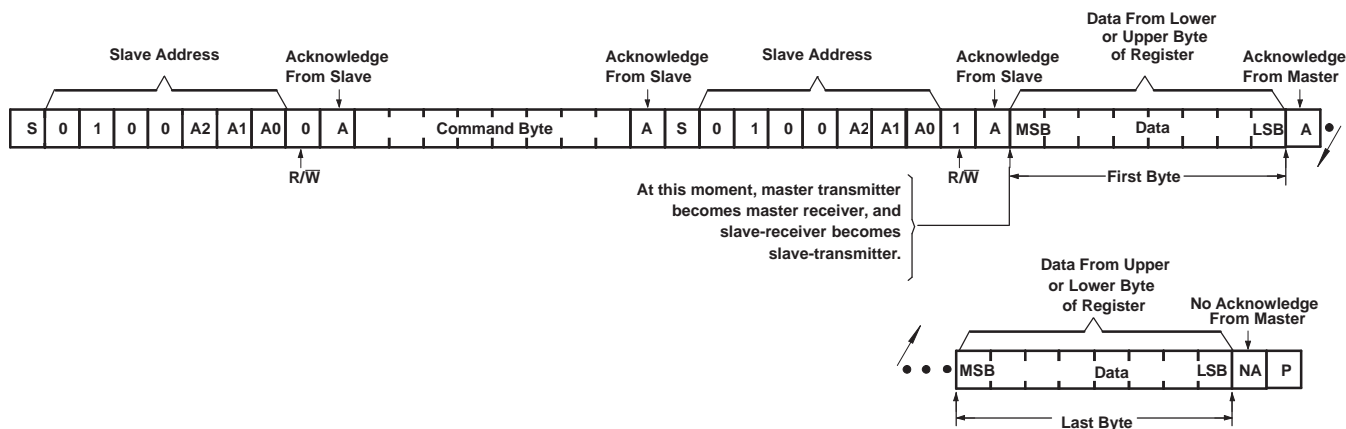 Data From Lower
or Upper Byte
of Register
Slave Address
Acknowledge
From Slave
Acknowledge
From Slave
Slave Address
Acknowledge
From Slave
Acknowledge
From Master
S 0 1 0 0 A2 A1 A0 0 A Command Byte A S 0 1 0 0 A2 A1 A0 1 A MSB Data LSB A
R/W̅
R/W̅
First Byte
At this moment, master transmitter
becomes master receiver, and
slave-receiver becomes
slave-transmitter.
Data From Upper
or Lower Byte
of Register
No Acknowledge
From Master
MSB Data LSB NA P
Last Byte